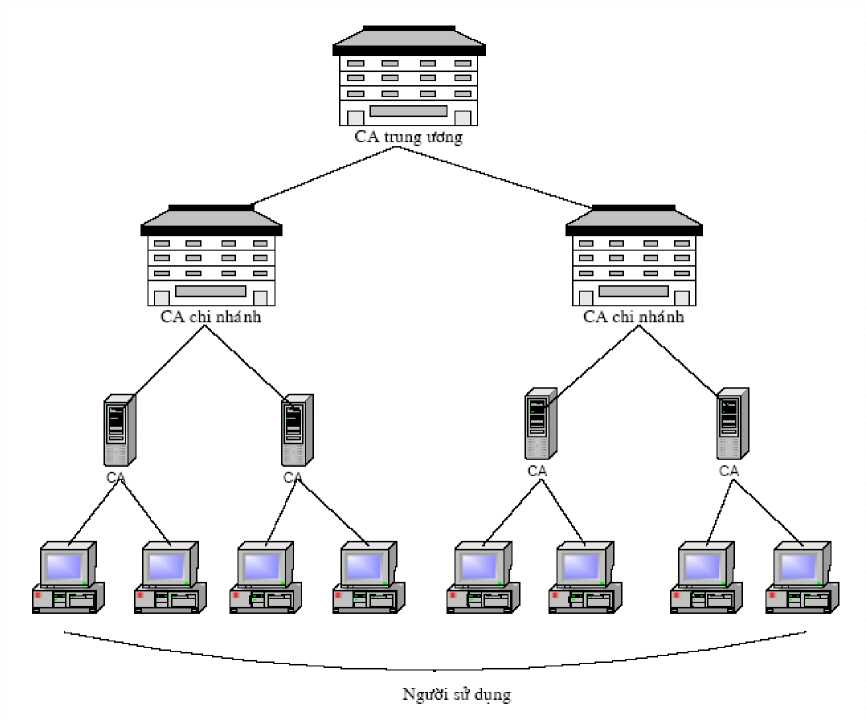 CA trung ương
CA chi nhánh
CA chi nhánh
CA
CA
CA
CA
Người sử dụng